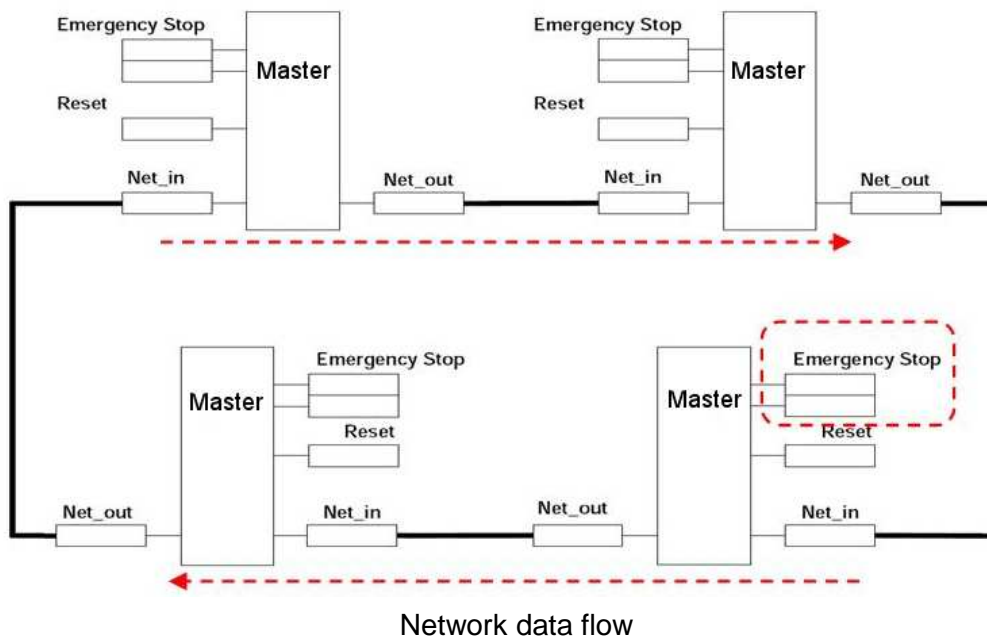 Emergency Stop
Master
Reset
Net_in
Net_out
Emergency Stop
Master
Reset
Net_in
Net_out
Master
Emergency Stop
Reset
Net_out
Net_in
Master
Emergency Stop
Reset
Net_out
Net_in
Network data flow